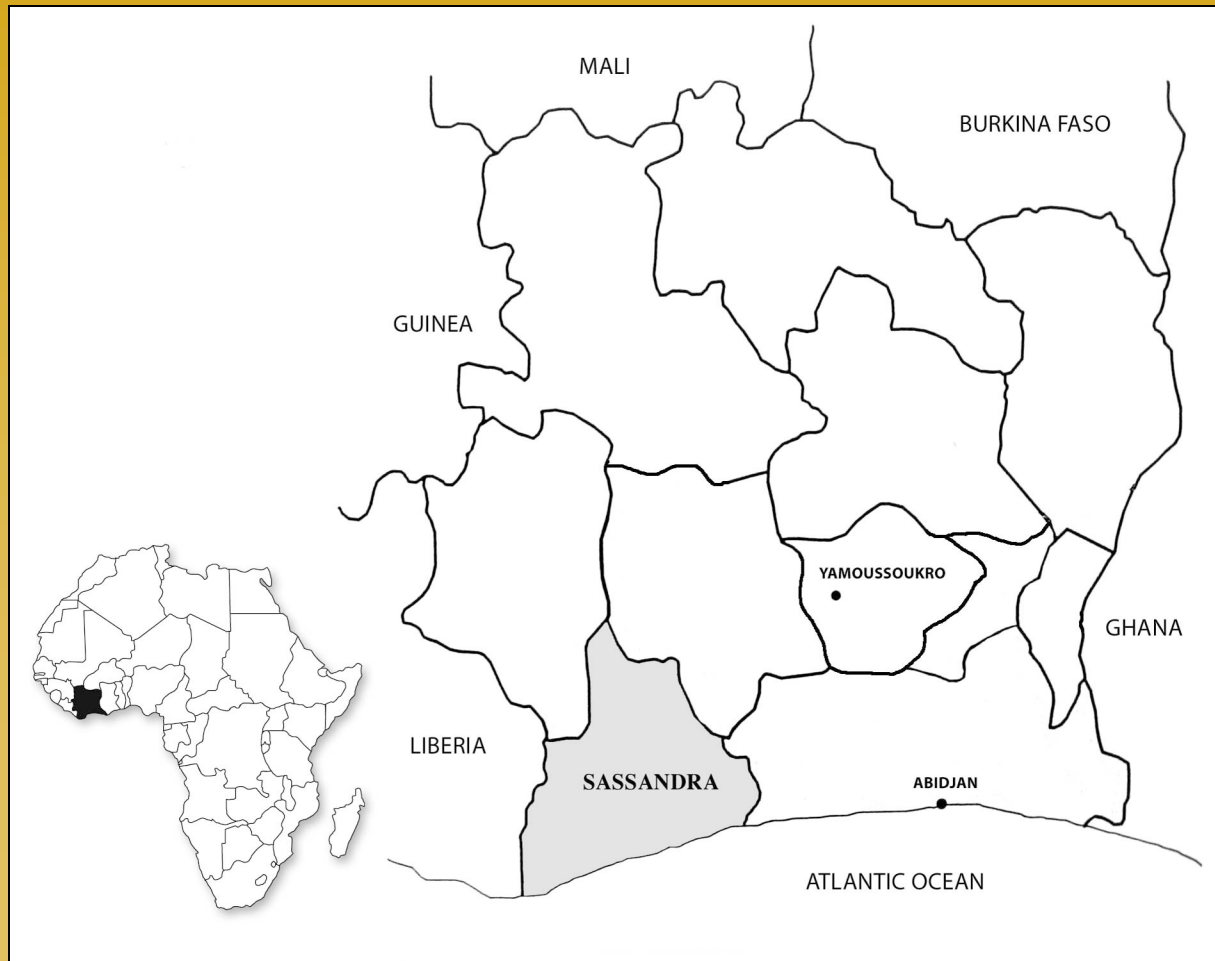 MALI
BURKINA FASO
GUINEA
YAMOUSSOUKRO
GHANA
LIBERIA
SASSANDRA
ABIDJAN
ATLANTIC OCEAN